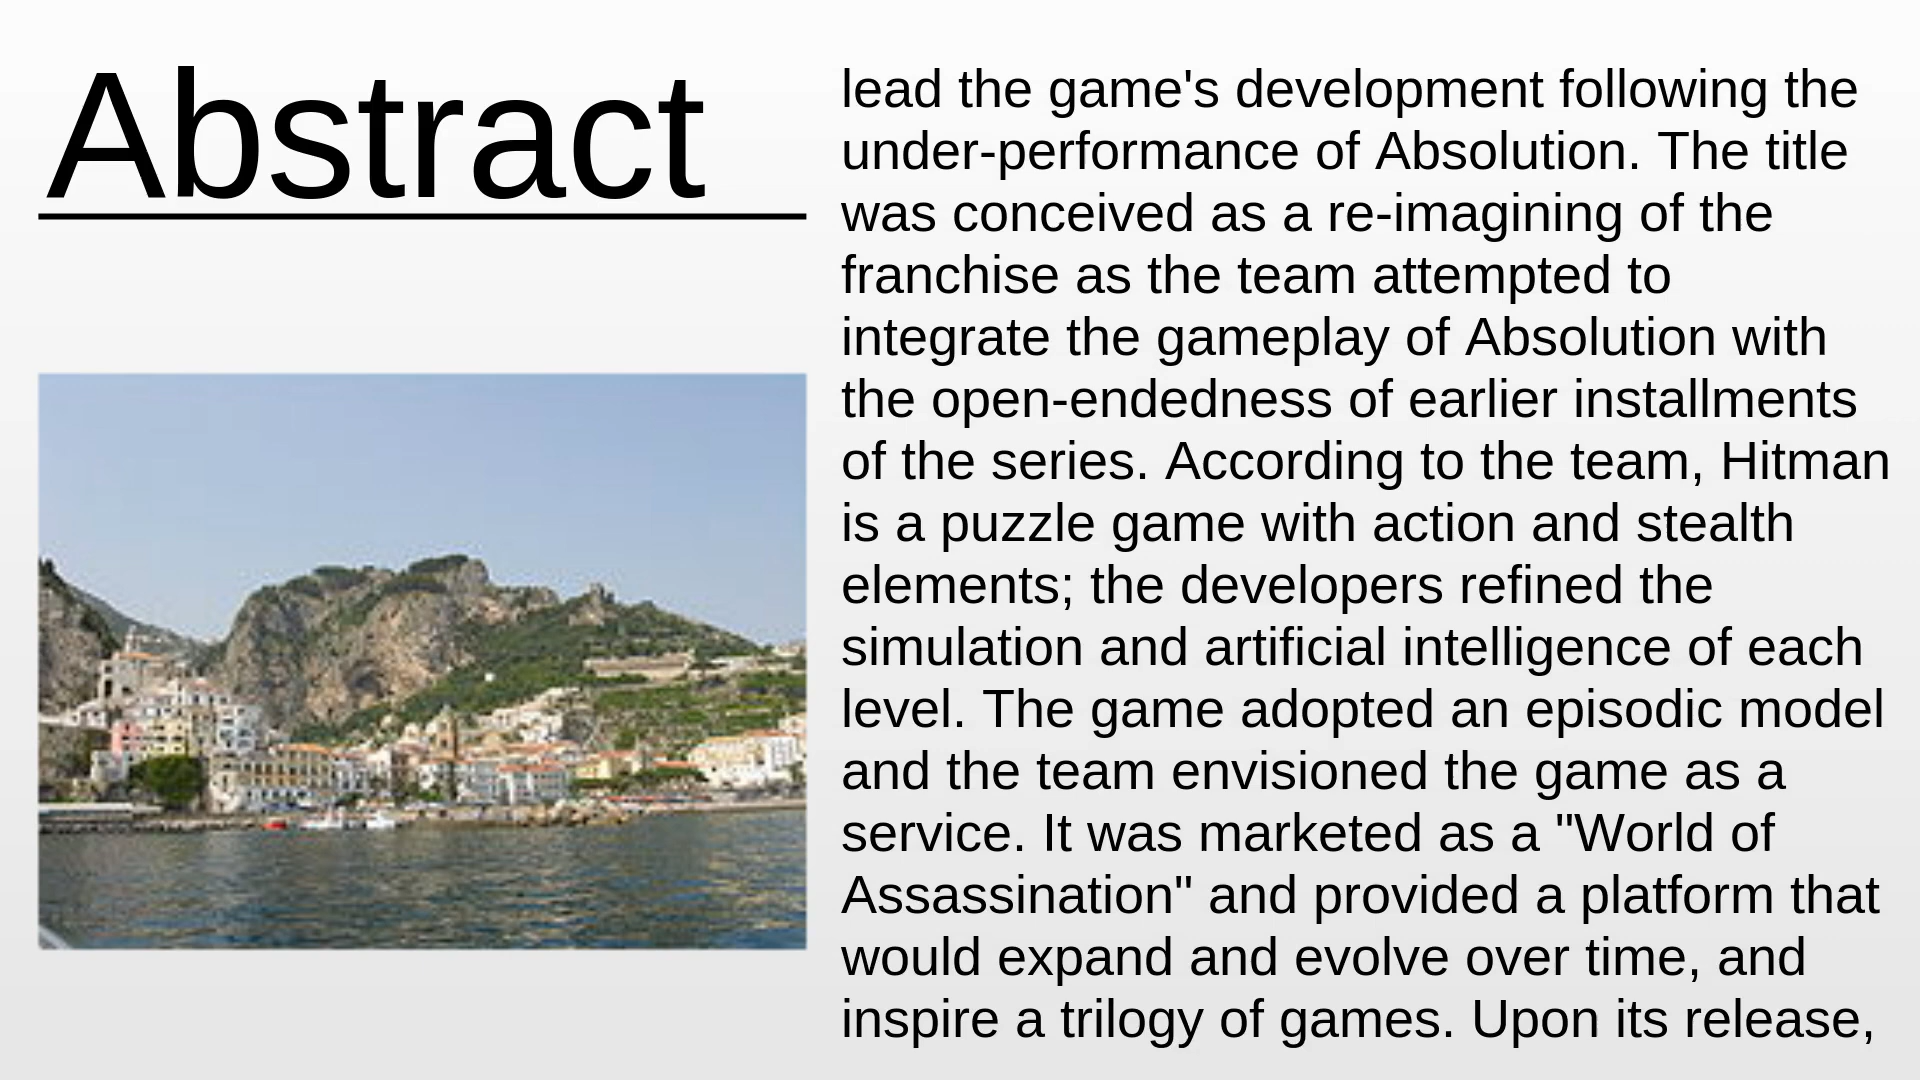 Abstract
lead the game's development following the
under-performance of Absolution. The title
was conceived as a re-imagining of the
franchise as the team attempted to
integrate the gameplay of Absolution with
the open-endedness of earlier installments
of the series. According to the team, Hitman
is a puzzle game with action and stealth
elements; the developers refined the
simulation and artificial intelligence of each
level. The game adopted an episodic model
and the team envisioned the game as a
service. It was marketed as a "World of
Assassination" and provided a platform that
would expand and evolve over time, and
inspire a trilogy of games. Upon its release,